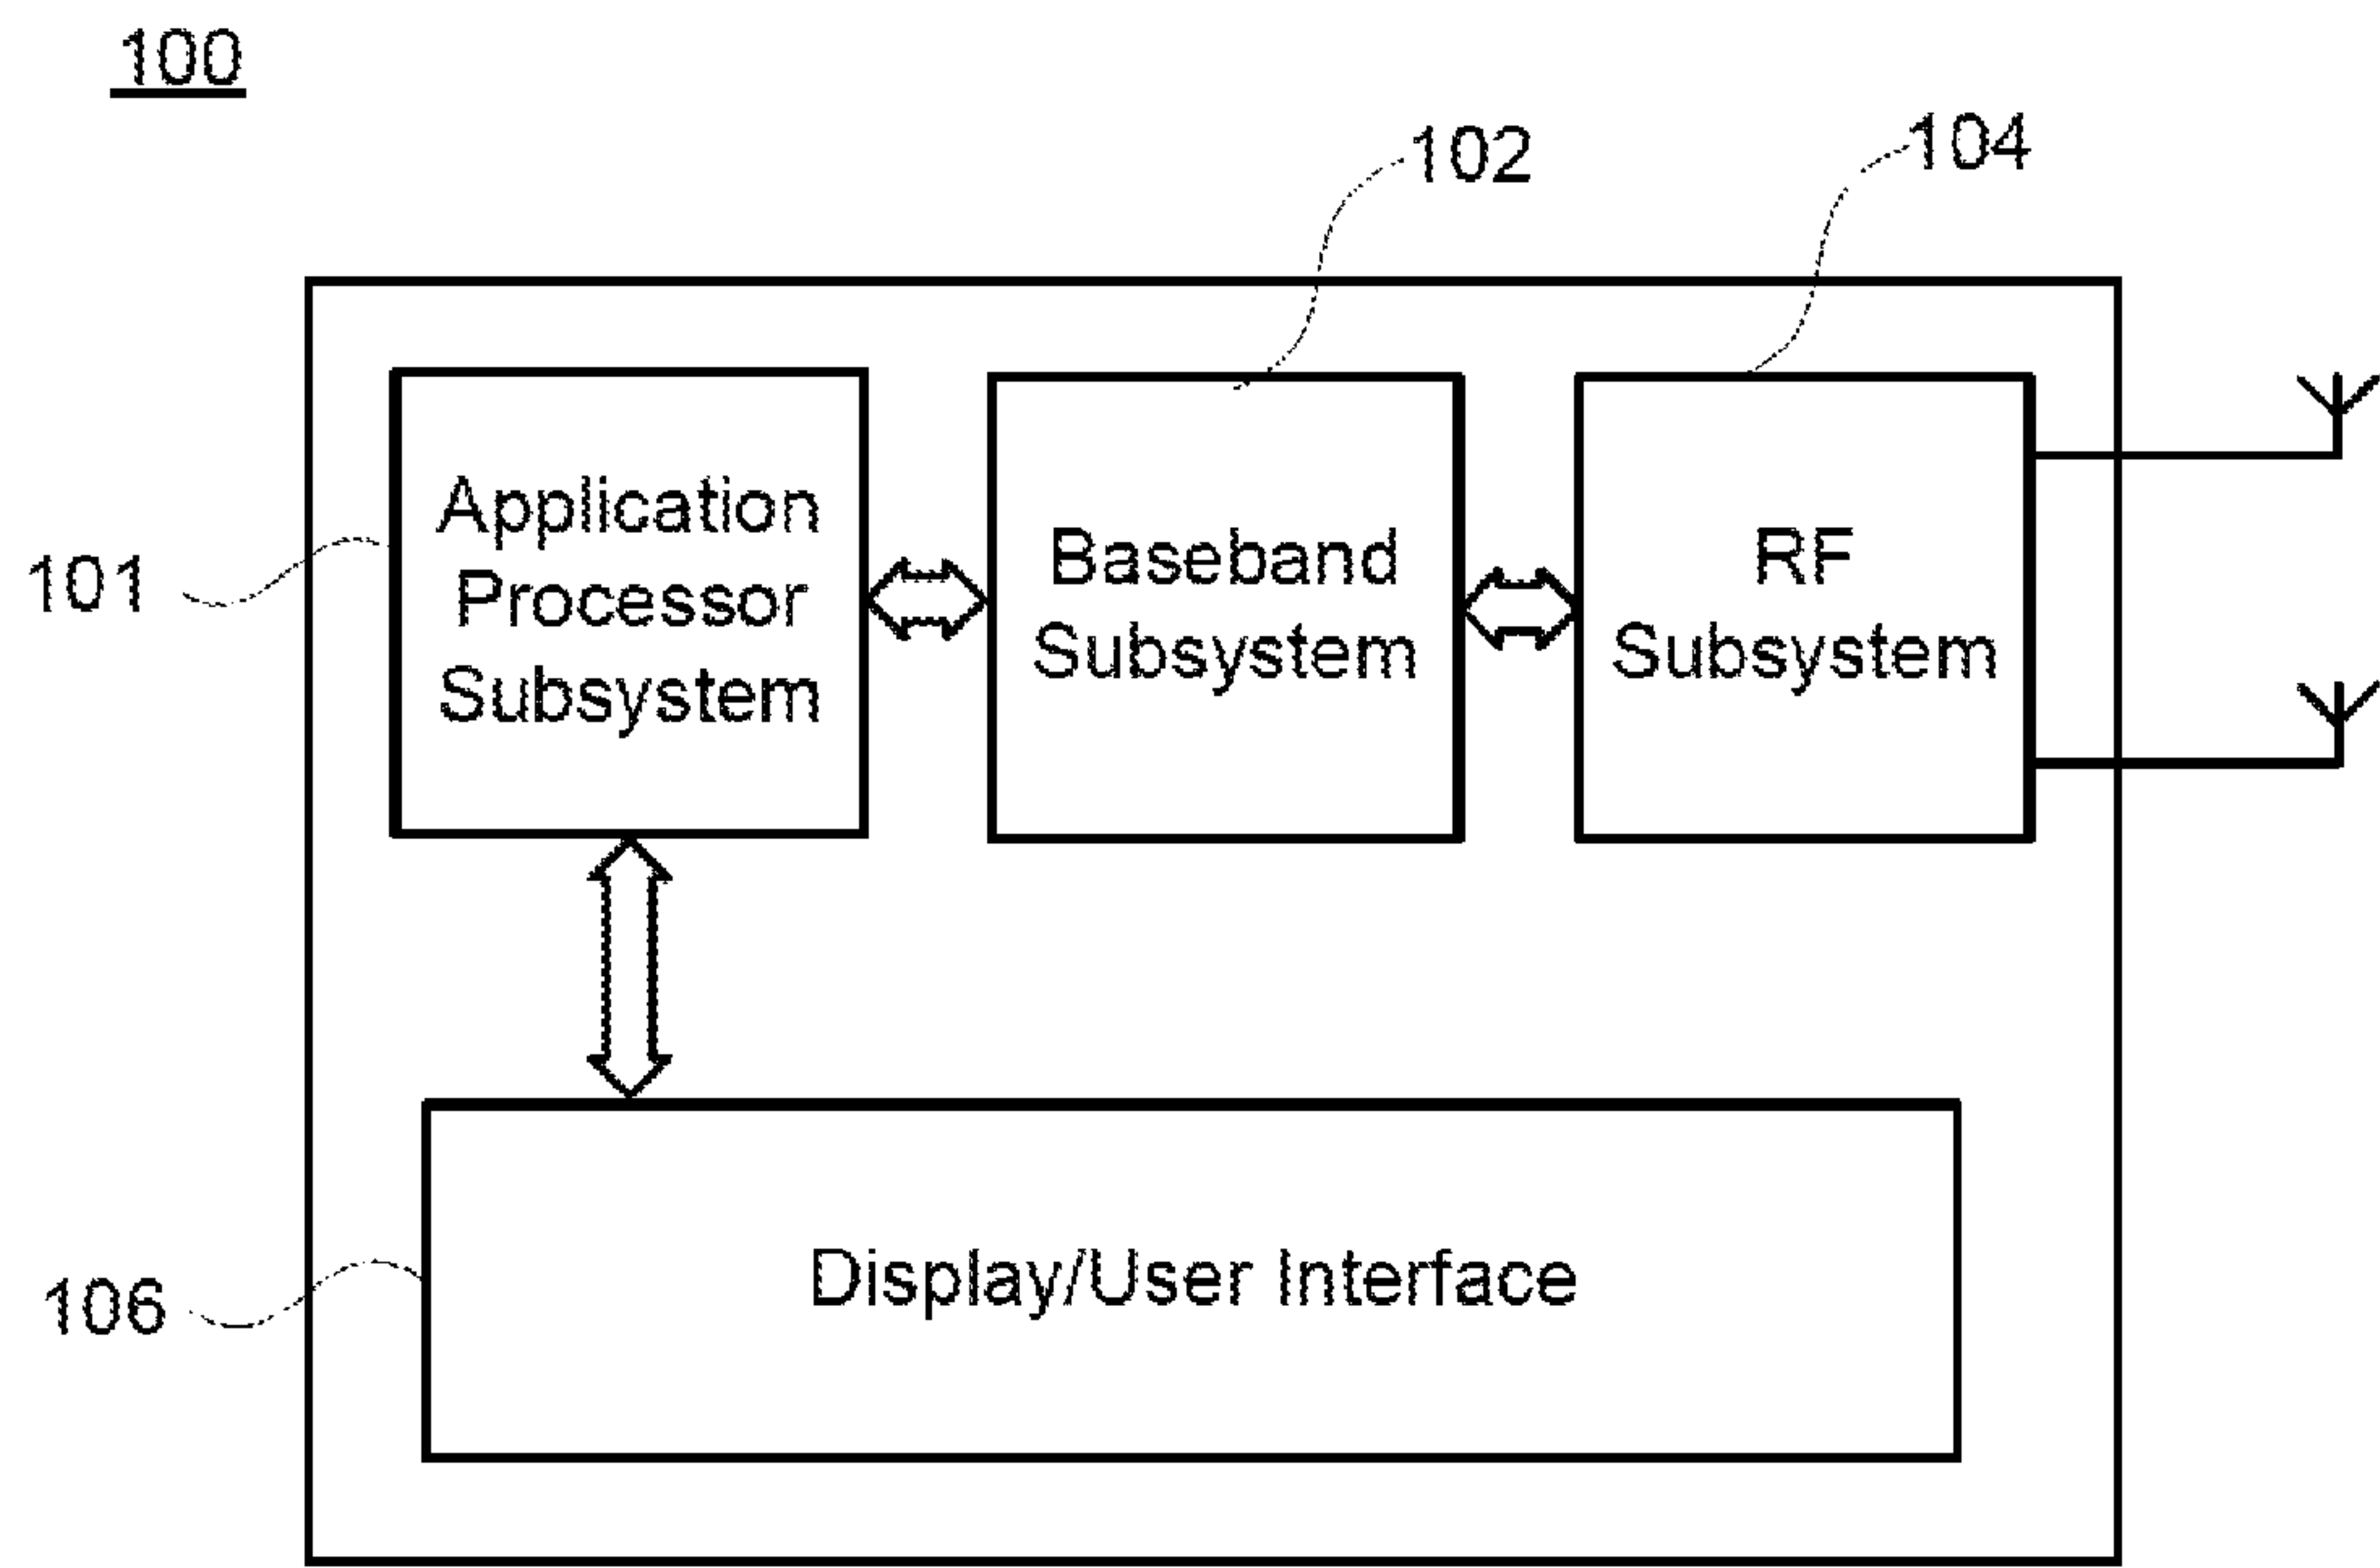 100
102
104
101
Application
Processor
Subsystem
Baseband
Subsystem
RF
Subsystem
106
Display/User Interface